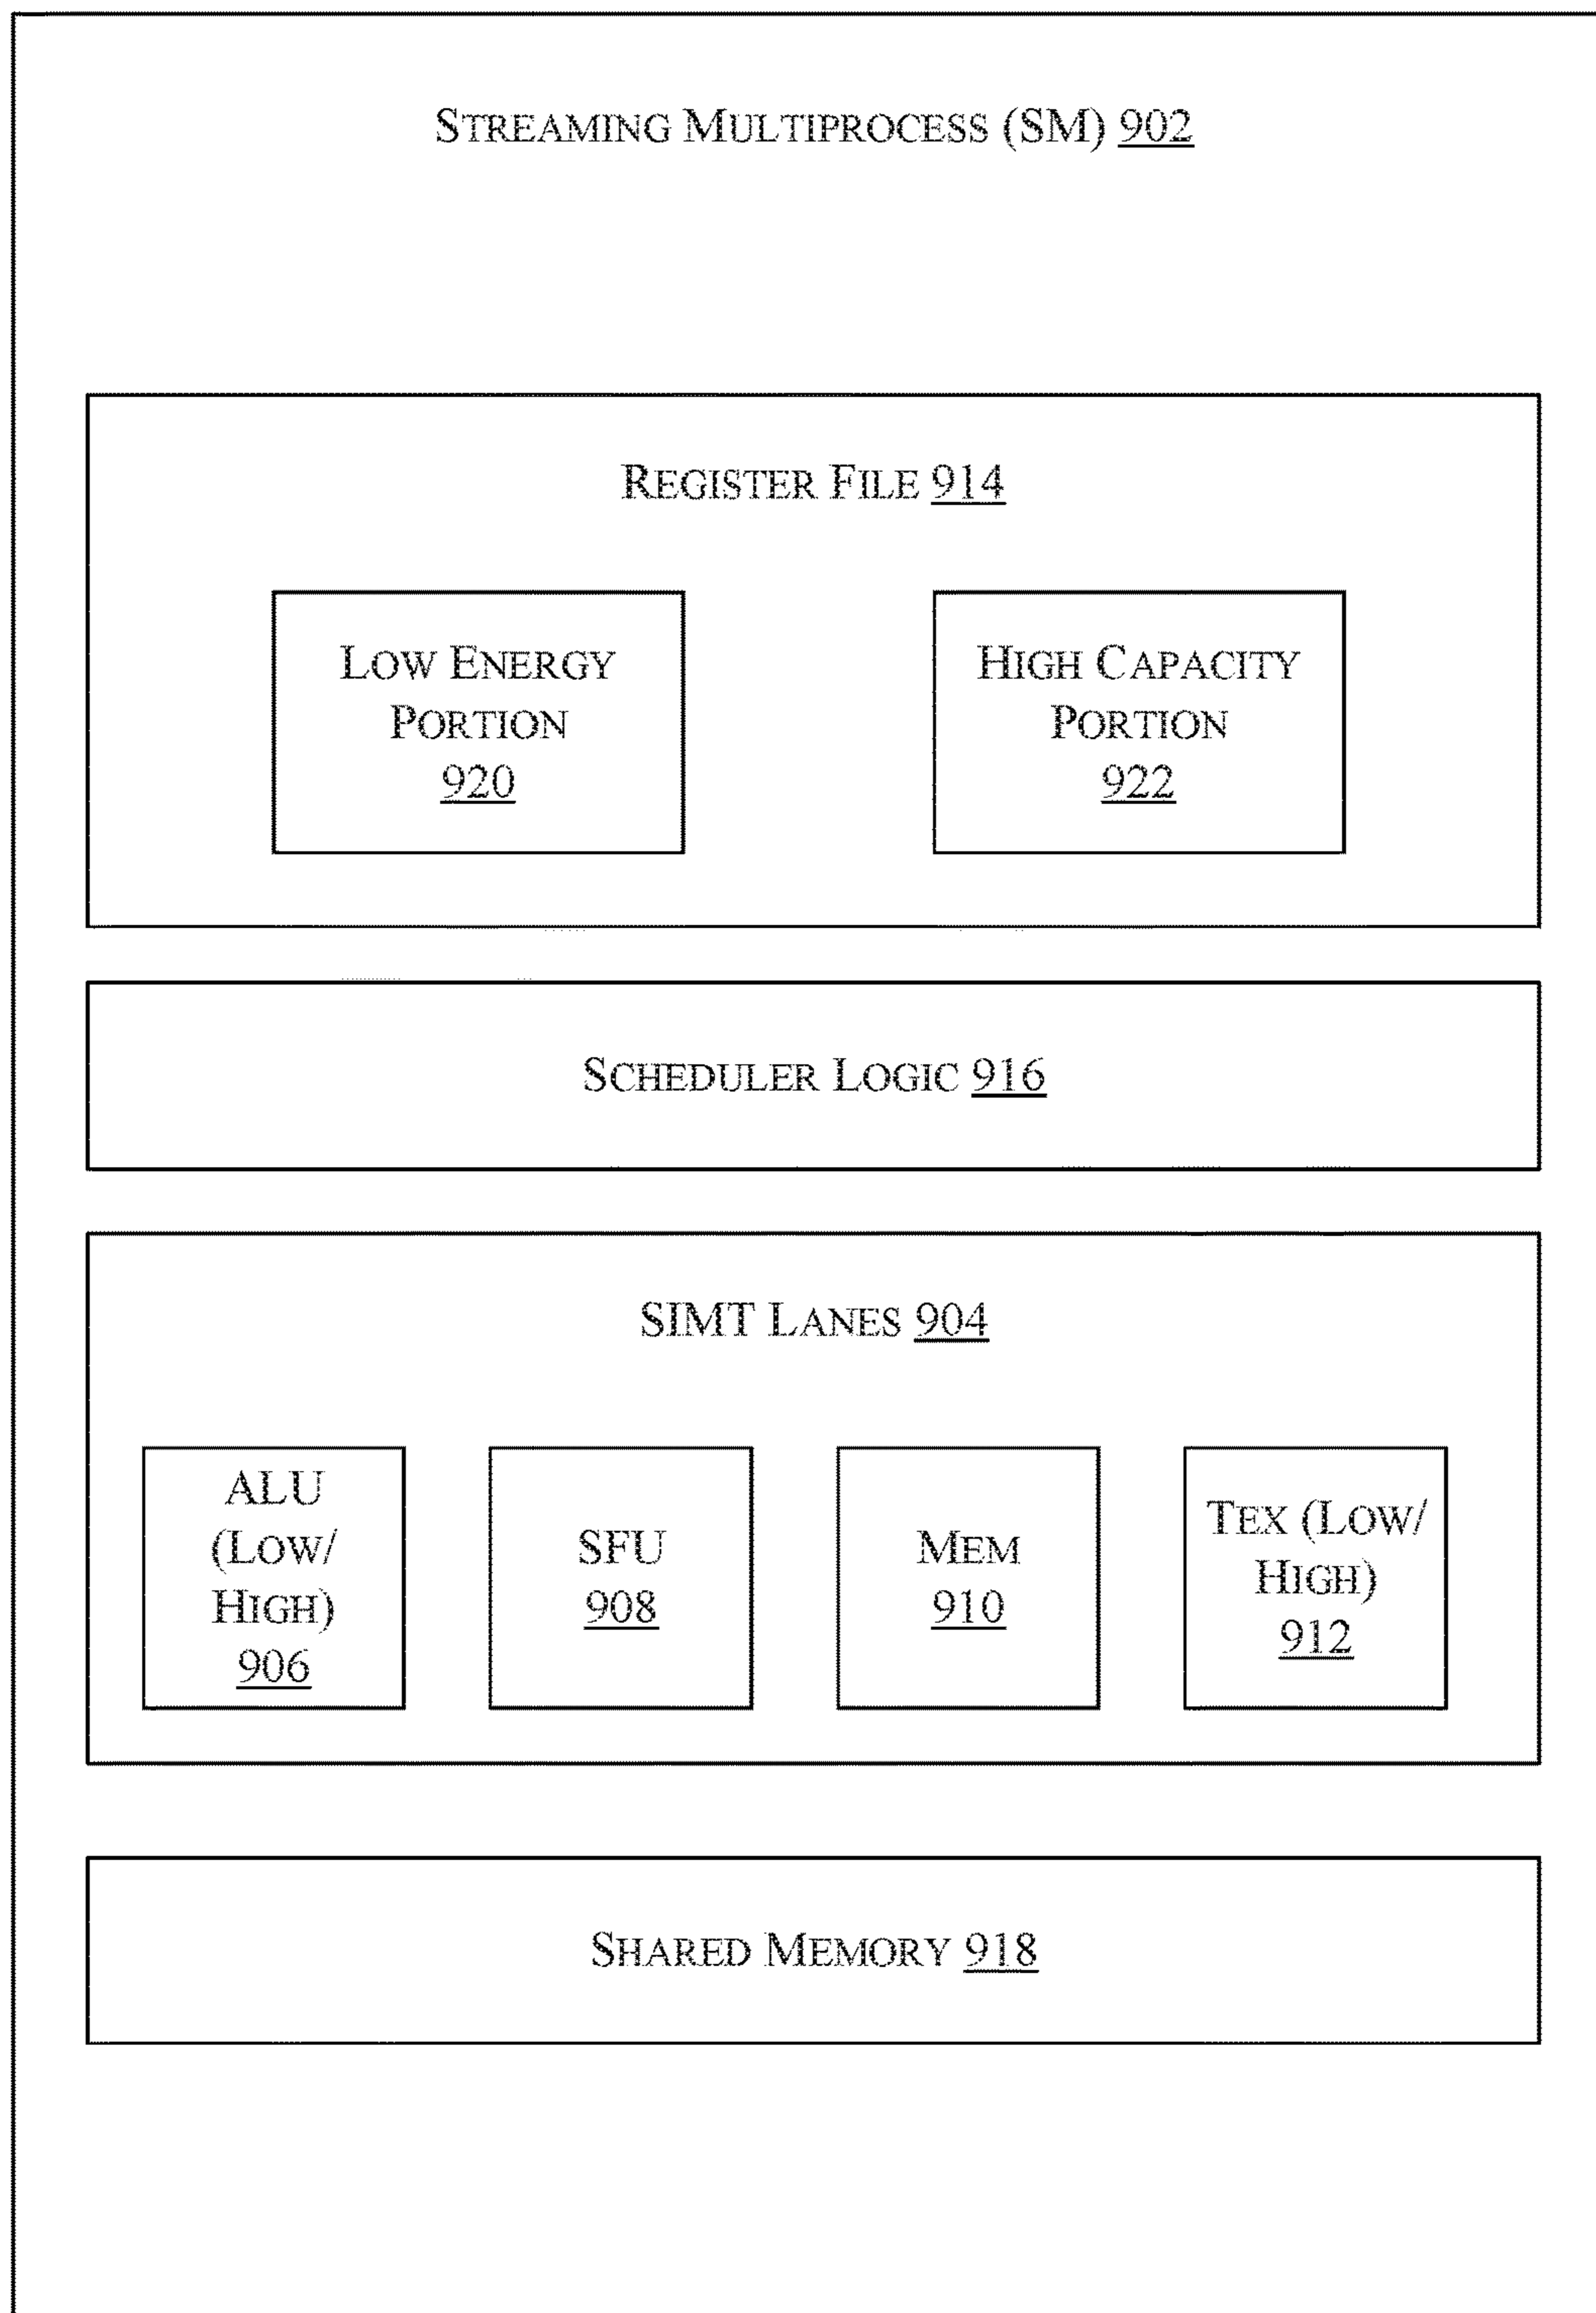 STREAMING MULTIPROCESS (SM) 902
REGISTER FILE 914
LOW ENERGY
PORTION
920
HIGH CAPACITY
PORTION
922
SCHEDULER LOGIC 916
SIMT LANES 904
ALU
(LOW/
HIGH)
906
SFU
908
MEM
910
TEX (LOW/
HIGH)
912
SHARED MEMORY 918